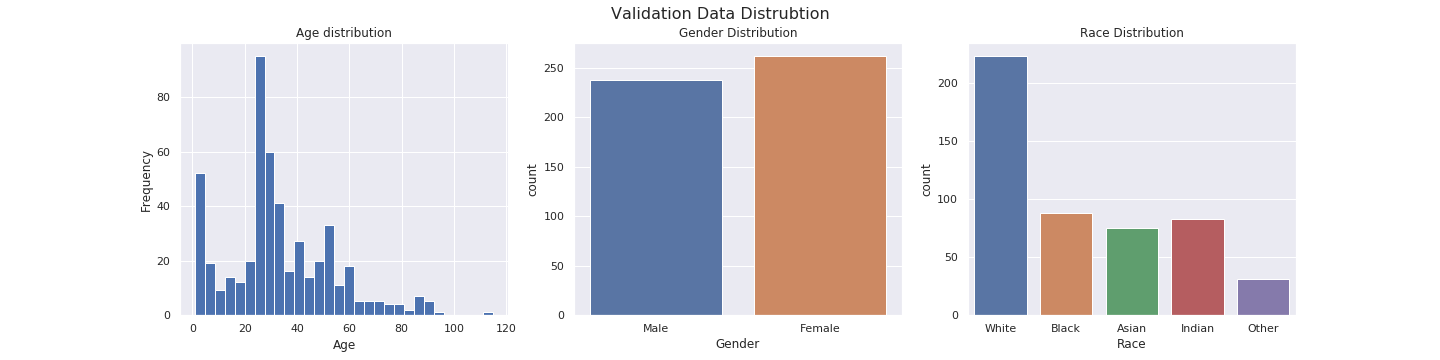 Validation Data Distrubtion
Age distribution
Frequency
80
60
40
20
0
0 20 40 60 80 100 120
Age
Gender Distribution
count
250
200
150
100
50
0
Male Female
Gender
Race Distribution
count
200
150
100
50
0
White Black Asian Indian Other
Race